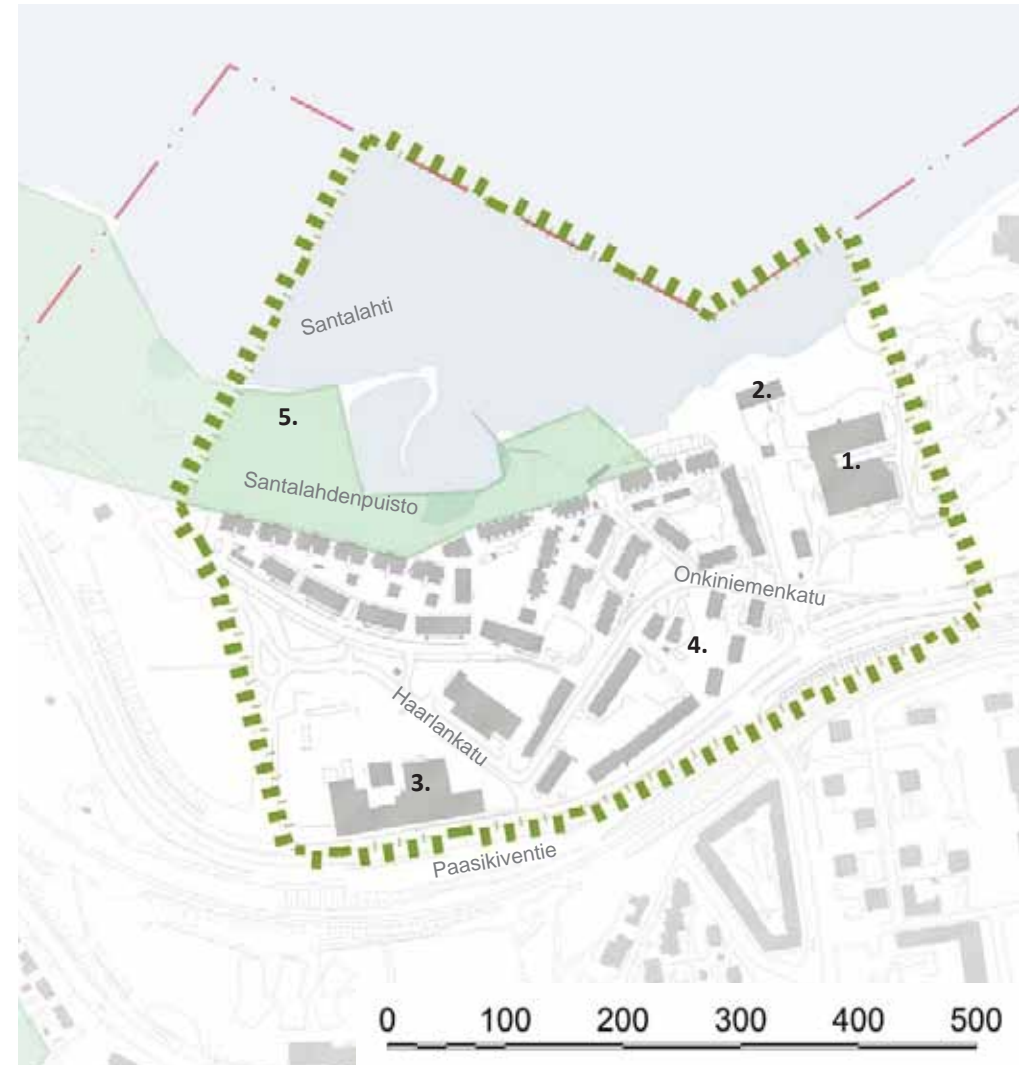 Santalahti
2.
5.
1.
Santalahdenpuisto
Onkiniemenkatu
4.
Haarlankatu
3.
Paasikiventie
0 100 200 300 400 500